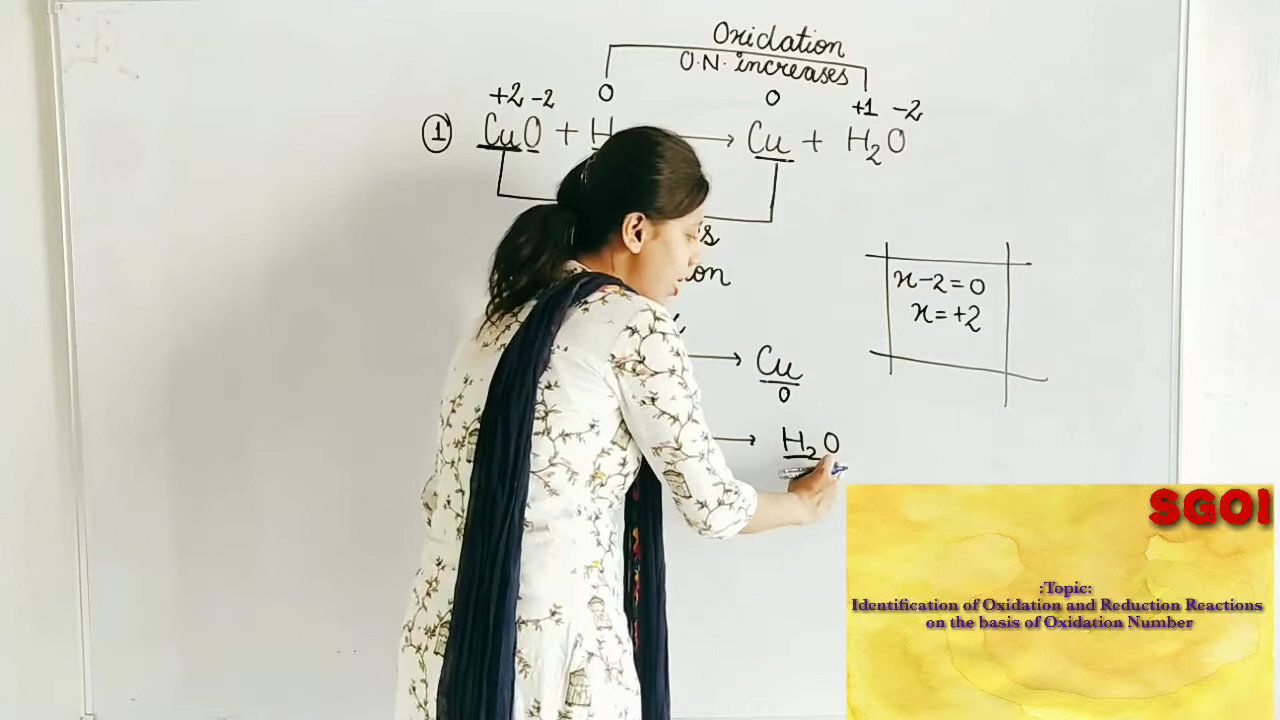 Oxidation
O.N. increases
+2 -2 0 0 +1 -2
① CuO + H → Cu + H₂O
x-2=0
x=+2
→ Cu
0
→ H₂O
SGOI
:Topic:
Identification of Oxidation and Reduction Reactions
on the basis of Oxidation Number